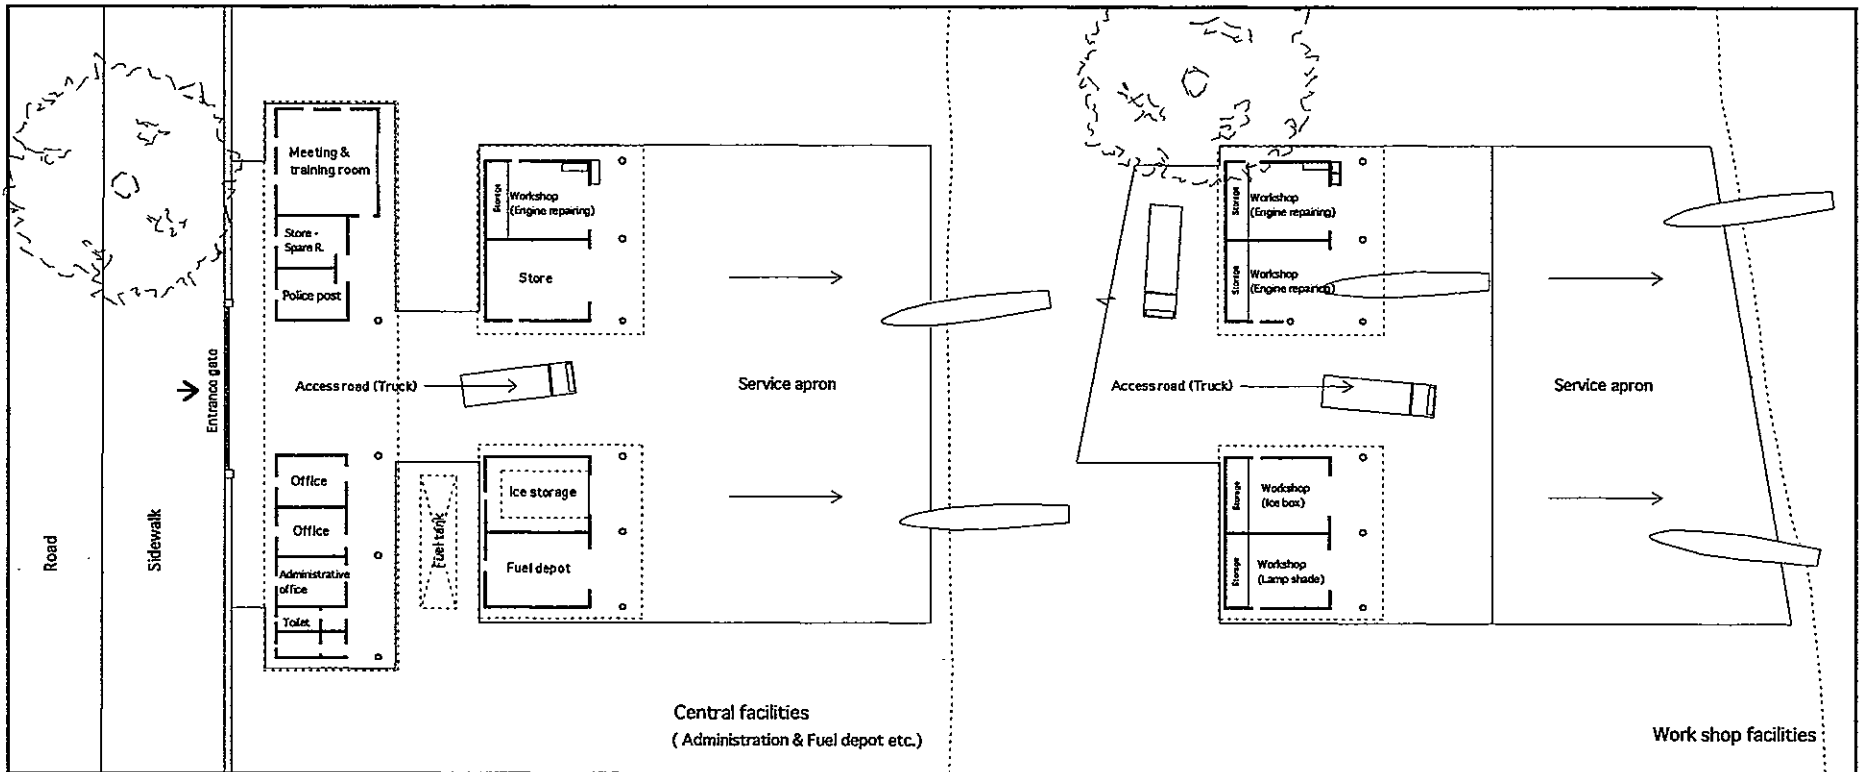 Meeting &
training room
Store -
Spare R.
Police post
Entrance gate
Access road (Truck)
Office
Office
Administrative
office
Toilet
Road
Sidewalk
Fuel tank
Storage
Workshop
(Engine repairing)
Store
Ice storage
Fuel depot
Service apron
Central facilities
( Administration & Fuel depot etc.)
Storage
Workshop
(Engine repairing)
Storage
Workshop
(Engine repairing)
Access road (Truck)
Service apron
Storage
Workshop
(Ice box)
Storage
Workshop
(Lamp shade)
Work shop facilities